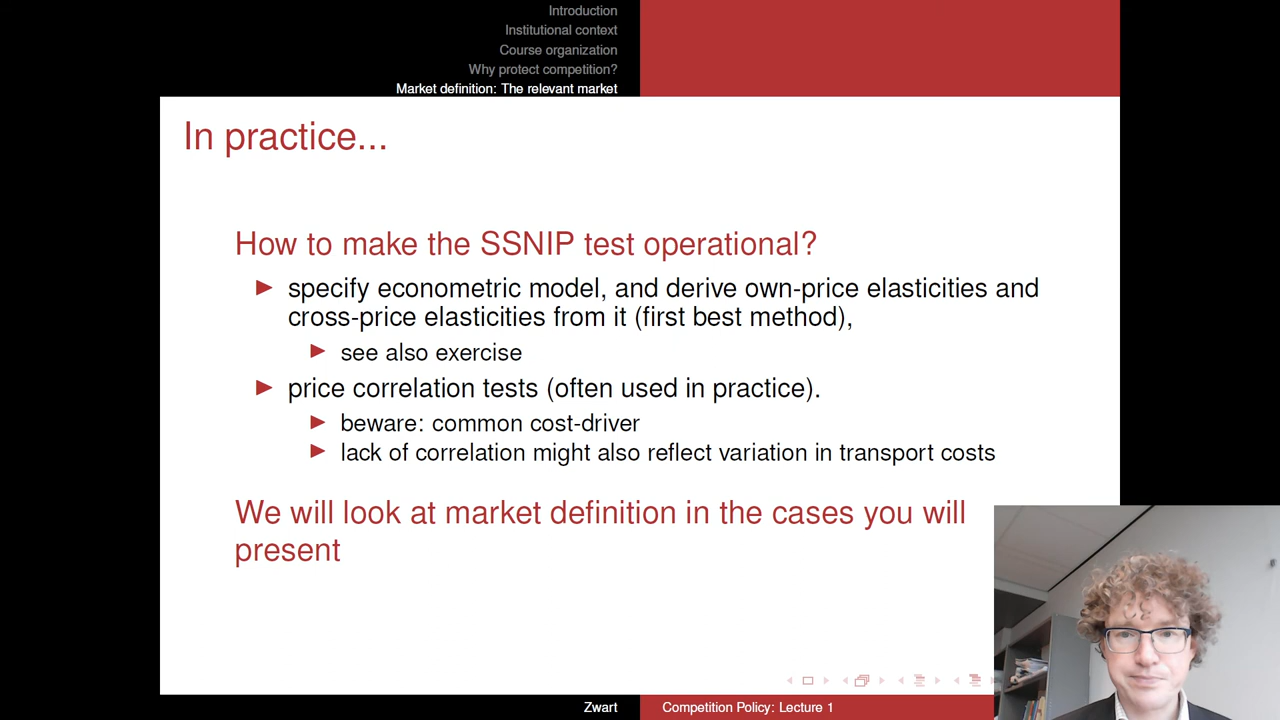 Introduction
Institutional context
Course organization
Why protect competition?
Market definition: The relevant market
In practice...
How to make the SSNIP test operational?
specify econometric model, and derive own-price elasticities and
cross-price elasticities from it (first best method),
see also exercise
price correlation tests (often used in practice).
beware: common cost-driver
lack of correlation might also reflect variation in transport costs
We will look at market definition in the cases you will
present
Zwart
Competition Policy: Lecture 1